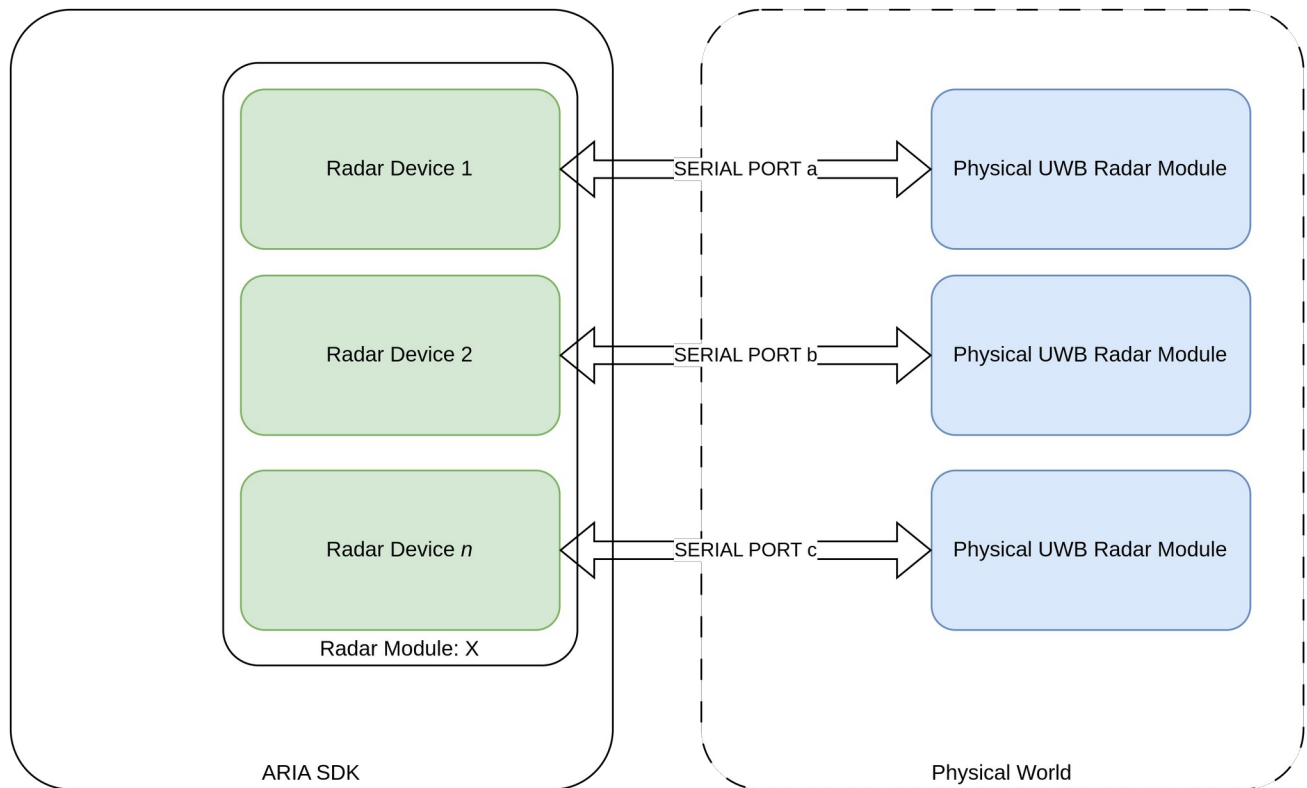 Radar Device 1
SERIAL PORT a
Physical UWB Radar Module
Radar Device 2
SERIAL PORT b
Physical UWB Radar Module
Radar Device n
SERIAL PORT c
Physical UWB Radar Module
Radar Module: X
ARIA SDK
Physical World